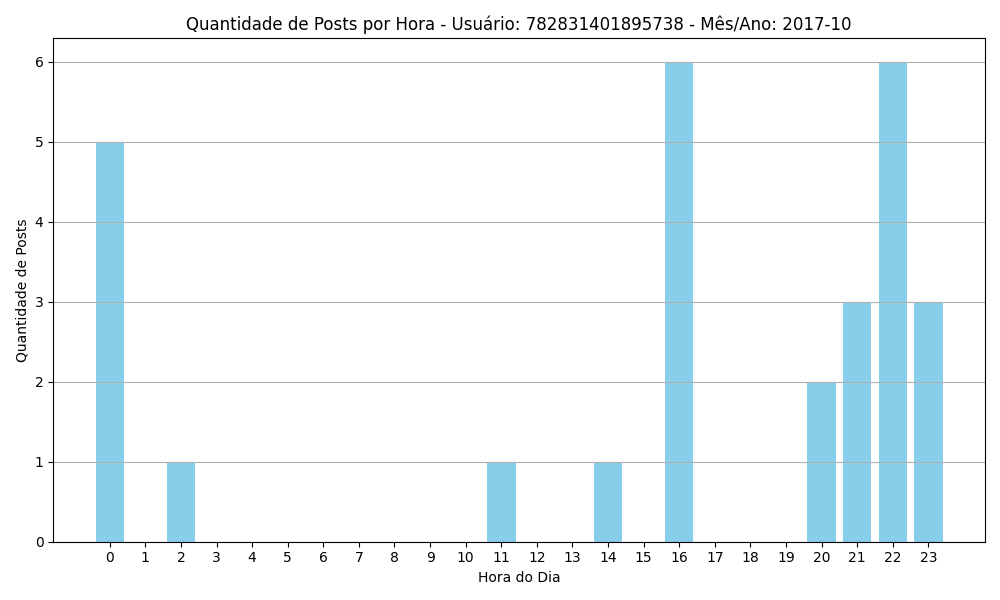 Quantidade de Posts por Hora - Usuário: 782831401895738 - Mês/Ano: 2017-10
Quantidade de Posts
6
5
4
3
2
1
0
0 1 2 3 4 5 6 7 8 9 10 11 12 13 14 15 16 17 18 19 20 21 22 23
Hora do Dia